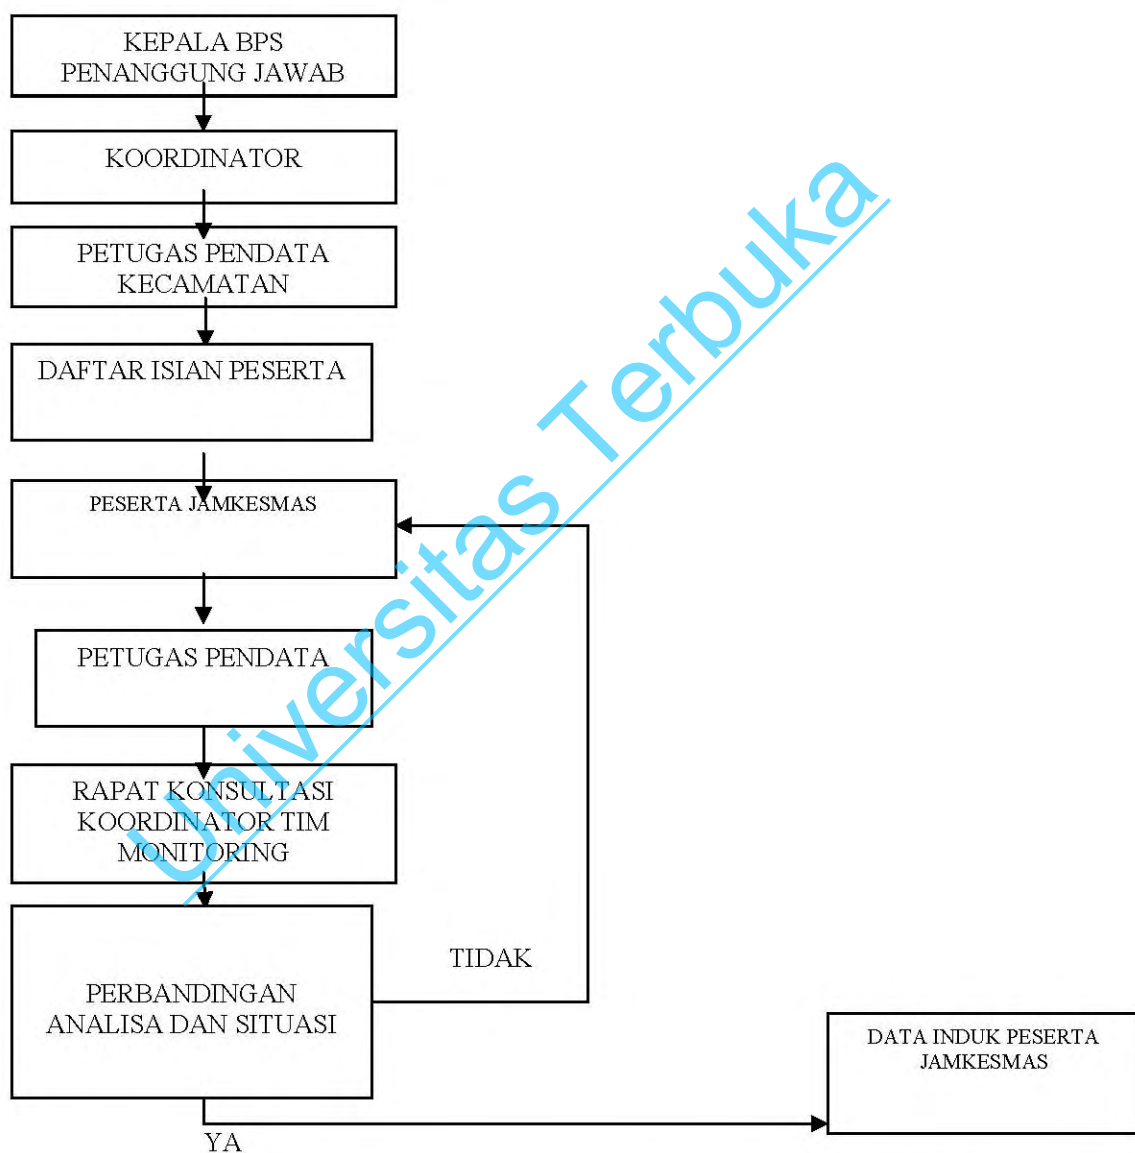 KEPALA BPS
PENANGGUNG JAWAB
KOORDINATOR
PETUGAS PENDATA
KECAMATAN
DAFTAR ISIAN PESERTA
PESERTA JAMKESMAS
PETUGAS PENDATA
RAPAT KONSULTASI
KOORDINATOR TIM
MONITORING
TIDAK
PERBANDINGAN
ANALISA DAN SITUASI
DATA INDUK PESERTA
JAMKESMAS
YA
Universitas Terbuka